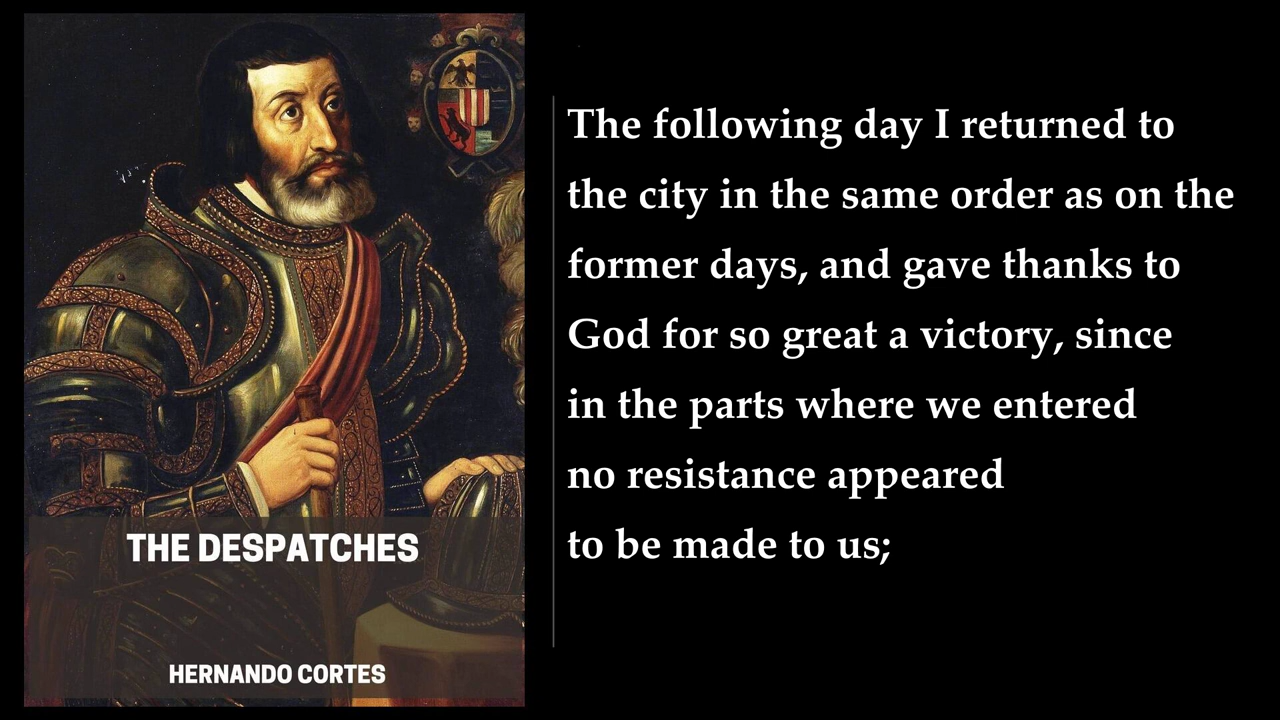 THE DESPATCHES
HERNANDO CORTES
The following day I returned to
the city in the same order as on the
former days, and gave thanks to
God for so great a victory, since
in the parts where we entered
no resistance appeared
to be made to us;